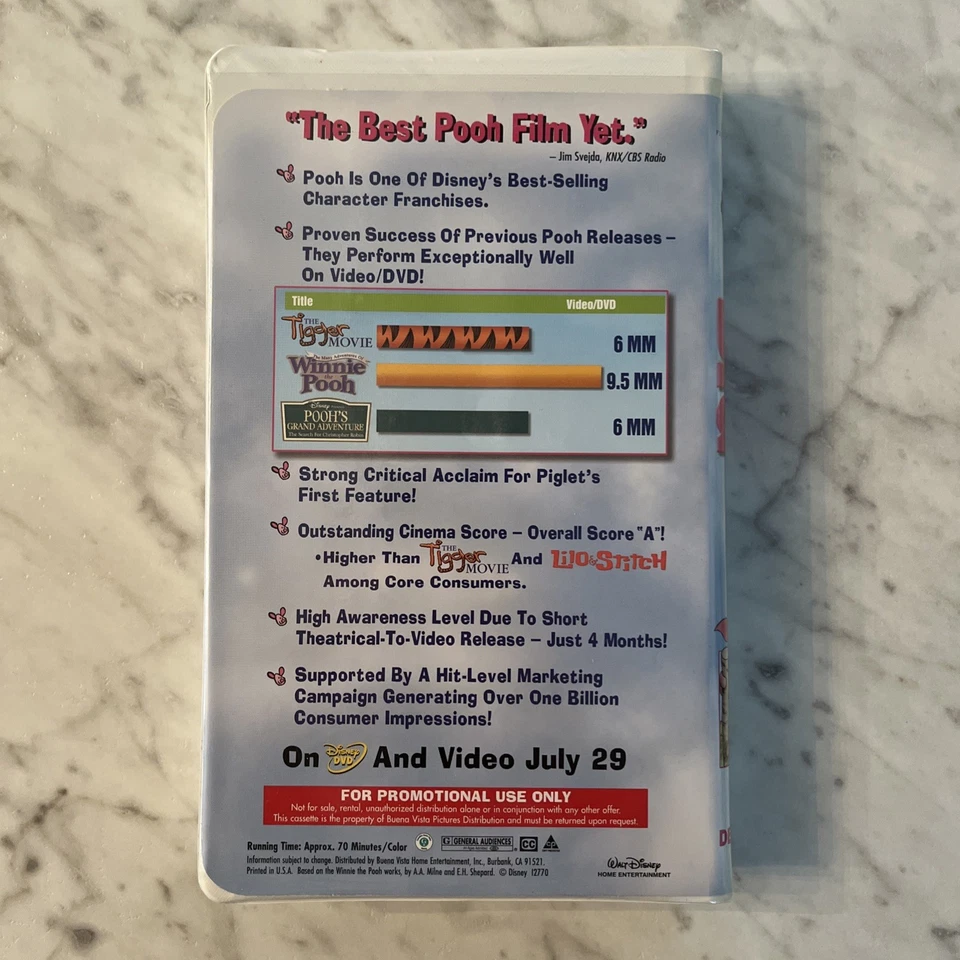 “The Best Pooh Film Yet.”
– Jim Svejda, KNX/CBS Radio
Pooh Is One Of Disney's Best-Selling
Character Franchises.
Proven Success Of Previous Pooh Releases –
They Perform Exceptionally Well
On Video/DVD!
Title Video/DVD
THE Tigger MOVIE 6 MM
The Many Adventures Of
Winnie the Pooh 9.5 MM
Disney
POOH'S
GRAND ADVENTURE
The Search For Christopher Robin
6 MM
Strong Critical Acclaim For Piglet's
First Feature!
Outstanding Cinema Score – Overall Score "A"!
•Higher Than THE Tigger MOVIE And Lilo & Stitch
Among Core Consumers.
High Awareness Level Due To Short
Theatrical-To-Video Release – Just 4 Months!
Supported By A Hit-Level Marketing
Campaign Generating Over One Billion
Consumer Impressions!
On Disney DVD And Video July 29
FOR PROMOTIONAL USE ONLY
Not for sale, rental, unauthorized distribution alone or in conjunction with any other offer.
This cassette is the property of Buena Vista Pictures Distribution and must be returned upon request.
Running Time: Approx. 70 Minutes/Color G GENERAL AUDIENCES CC
Information subject to change. Distributed by Buena Vista Home Entertainment, Inc., Burbank, CA 91521.
Printed in U.S.A. Based on the Winnie the Pooh works, by A.A. Milne and E.H. Shepard. © Disney 12770
WALT DISNEY
HOME ENTERTAINMENT
DE